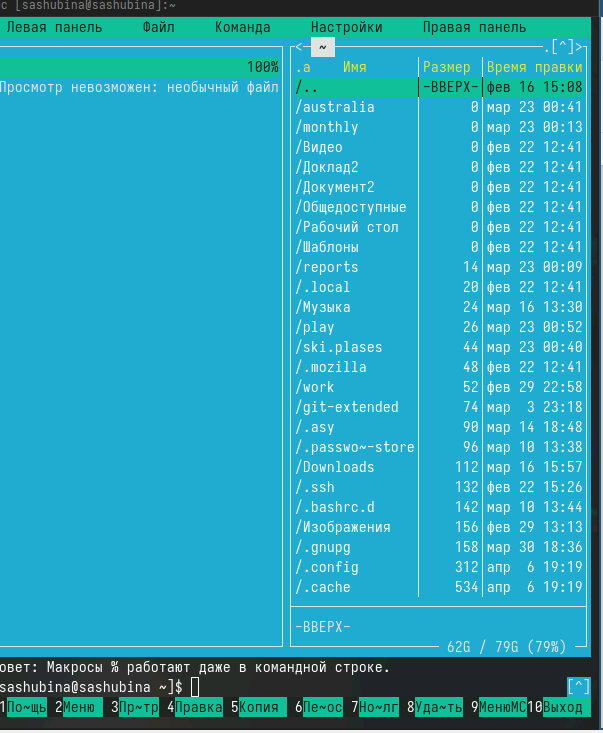 с [sashubina@sashubina]:~
Левая панель Файл Команда Настройки Правая панель
<- ~ .[^]>
.и Имя Размер Время правки
100%
Просмотр невозможен: необычный файл
/.. -ВВЕРХ- фев 16 15:08
/australia 0 мар 23 00:41
/monthly 0 мар 23 00:13
/Видео 0 фев 22 12:41
/Доклад2 0 фев 22 12:41
/Документ2 0 фев 22 12:41
/Общедоступные 0 фев 22 12:41
/Рабочий стол 0 фев 22 12:41
/Шаблоны 0 фев 22 12:41
/reports 14 мар 23 00:09
/.local 20 фев 22 12:41
/Музыка 24 мар 16 13:30
/play 26 мар 23 00:52
/ski.plases 44 мар 23 00:40
/.mozilla 48 фев 22 12:41
/work 52 фев 29 22:58
/git-extended 74 мар 3 23:18
/.asy 90 мар 14 18:48
/.passwo~-store 96 мар 10 13:38
/Downloads 112 мар 16 15:57
/.ssh 132 фев 22 15:26
/.bashrc.d 142 мар 10 13:44
/Изображения 156 фев 29 13:13
/.gnupg 158 мар 30 18:36
/.config 312 апр 6 19:19
/.cache 534 апр 6 19:19
-ВВЕРХ-
62G / 79G (79%)
овет: Макросы % работают даже в командной строке.
sashubina@sashubina ~]$ [^]
1По~щь 2Меню 3Пр~тр 4Правка 5Копия 6Пе~ос 7Но~лг 8Уда~ть 9МенюMC 10Выход